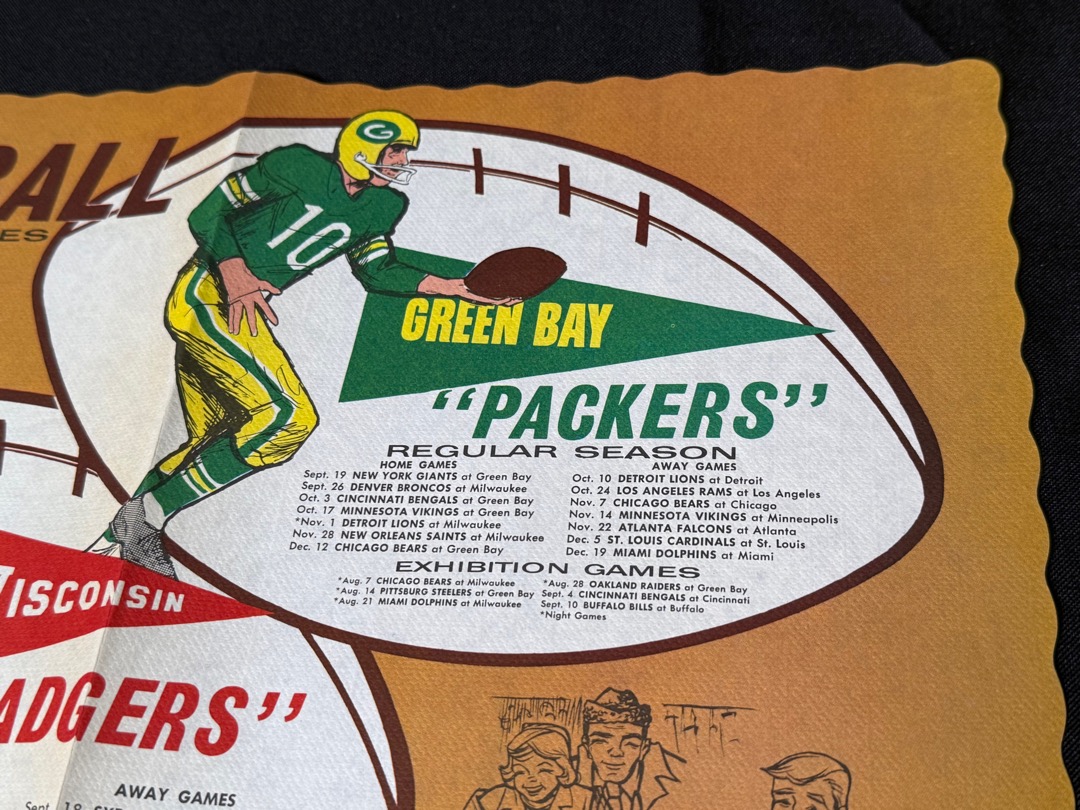 BALL
ES
G
10
GREEN BAY
“PACKERS”
REGULAR SEASON
HOME GAMES
Sept. 19 NEW YORK GIANTS at Green Bay
Sept. 26 DENVER BRONCOS at Milwaukee
Oct. 3 CINCINNATI BENGALS at Green Bay
Oct. 17 MINNESOTA VIKINGS at Green Bay
*Nov. 1 DETROIT LIONS at Milwaukee
Nov. 28 NEW ORLEANS SAINTS at Milwaukee
Dec. 12 CHICAGO BEARS at Green Bay
AWAY GAMES
Oct. 10 DETROIT LIONS at Detroit
Oct. 24 LOS ANGELES RAMS at Los Angeles
Nov. 7 CHICAGO BEARS at Chicago
Nov. 14 MINNESOTA VIKINGS at Minneapolis
Nov. 22 ATLANTA FALCONS at Atlanta
Dec. 5 ST. LOUIS CARDINALS at St. Louis
Dec. 19 MIAMI DOLPHINS at Miami
EXHIBITION GAMES
*Aug. 7 CHICAGO BEARS at Milwaukee
*Aug. 14 PITTSBURG STEELERS at Green Bay
*Aug. 21 MIAMI DOLPHINS at Milwaukee
*Aug. 28 OAKLAND RAIDERS at Green Bay
Sept. 4 CINCINNATI BENGALS at Cincinnati
Sept. 10 BUFFALO BILLS at Buffalo
*Night Games
WISCONSIN
ADGERS”
AWAY GAMES
Sept. 18